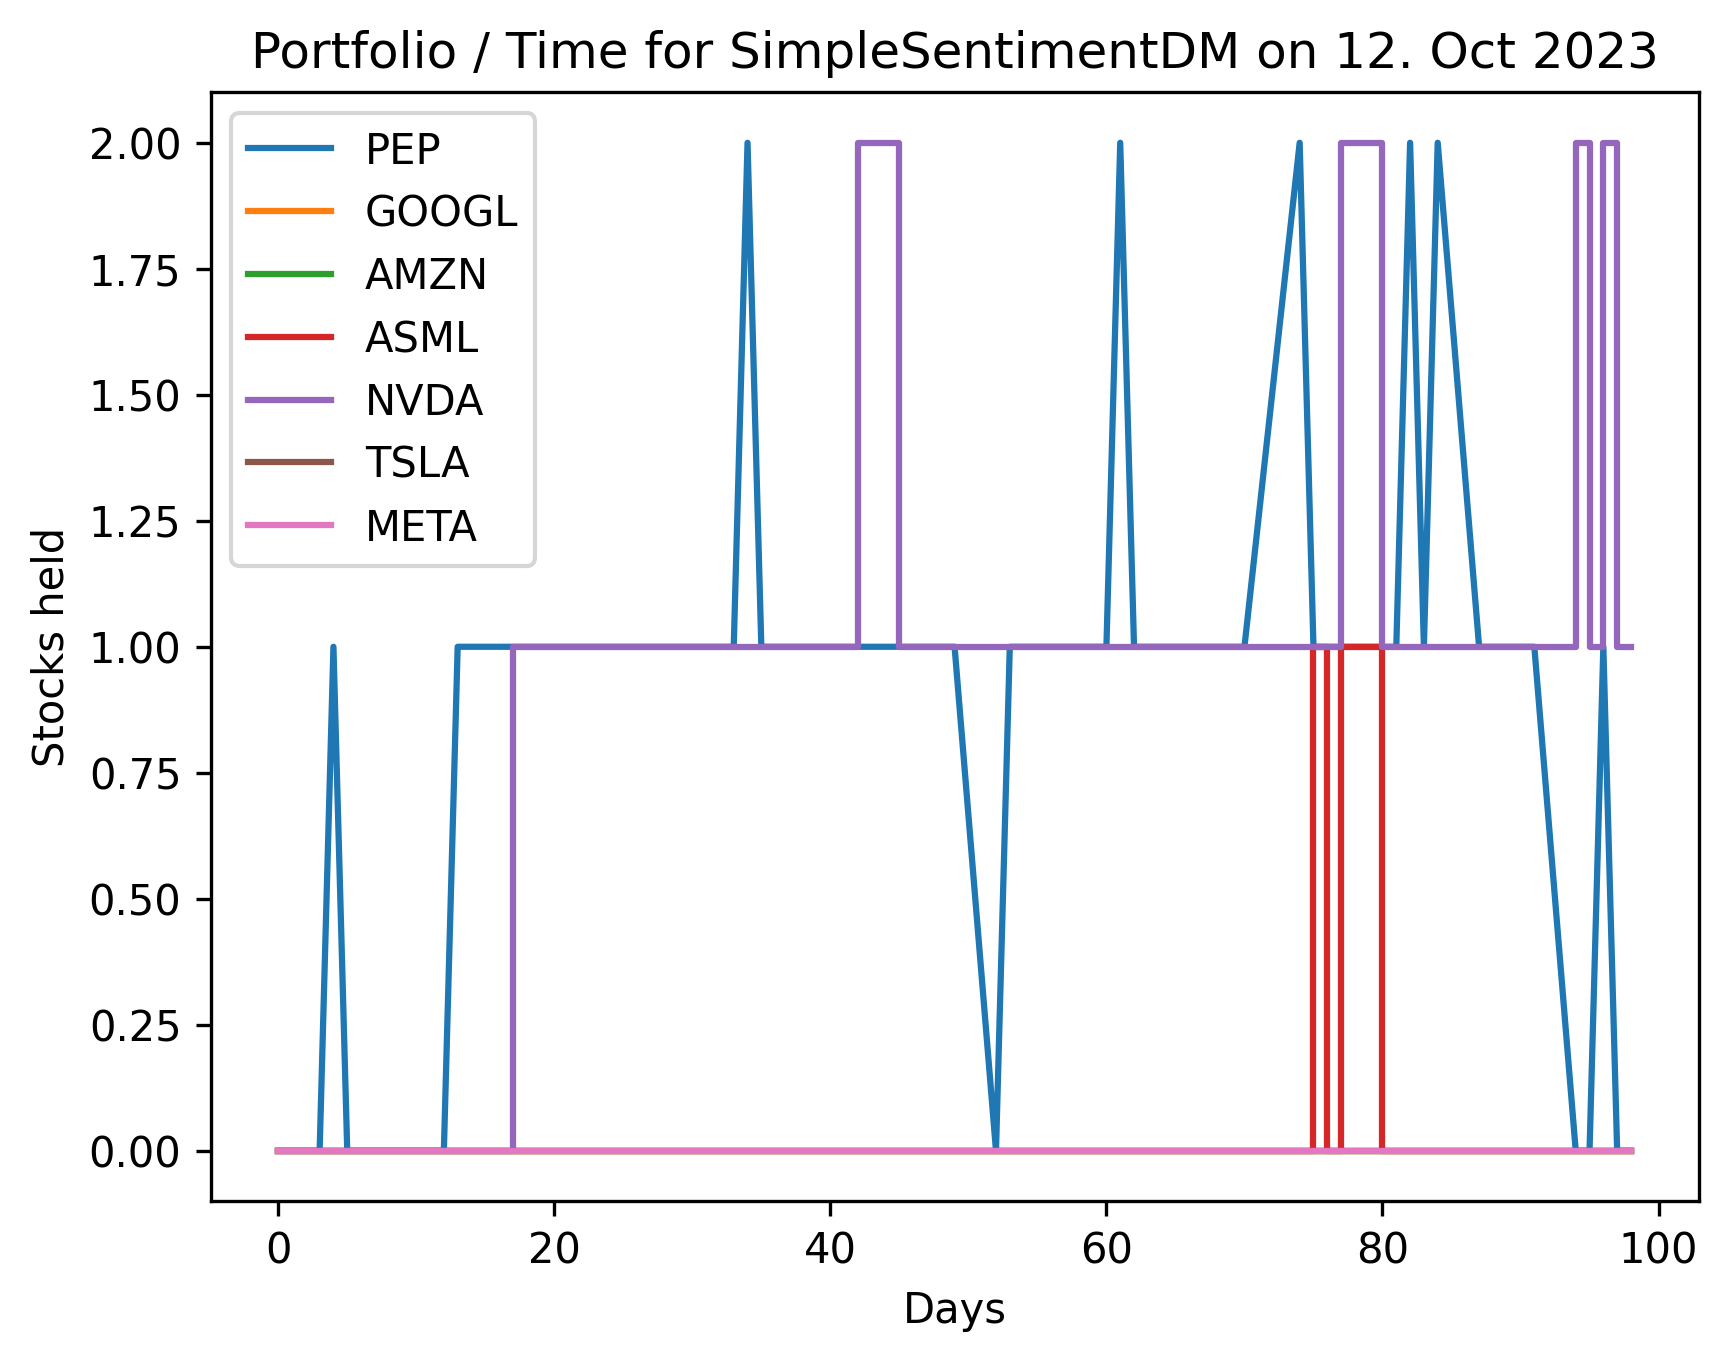 Portfolio / Time for SimpleSentimentDM on 12. Oct 2023
PEP
GOOGL
AMZN
ASML
NVDA
TSLA
META
Stocks held
2.00
1.75
1.50
1.25
1.00
0.75
0.50
0.25
0.00
0 20 40 60 80 100
Days